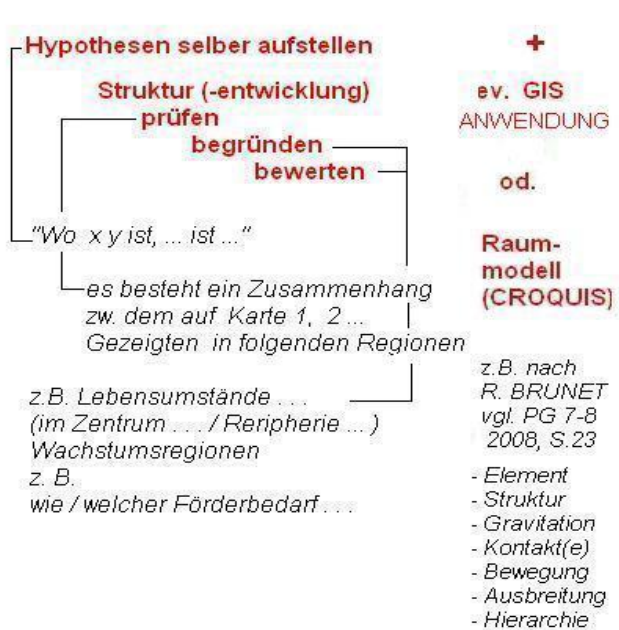 Hypothesen selber aufstellen
Struktur (-entwicklung)
prüfen
begründen
bewerten
"Wo x y ist, ... ist ..."
es besteht ein Zusammenhang
zw. dem auf Karte 1, 2 ...
Gezeigten in folgenden Regionen
z.B. Lebensumstände . . .
(im Zentrum . . . / Reripherie ... )
Wachstumsregionen
z. B.
wie / welcher Förderbedarf . . .
+
ev. GIS
ANWENDUNG
od.
Raum-
modell
(CROQUIS)
z.B. nach
R. BRUNET
vgl. PG 7-8
2008, S.23
- Element
- Struktur
- Gravitation
- Kontakt(e)
- Bewegung
- Ausbreitung
- Hierarchie